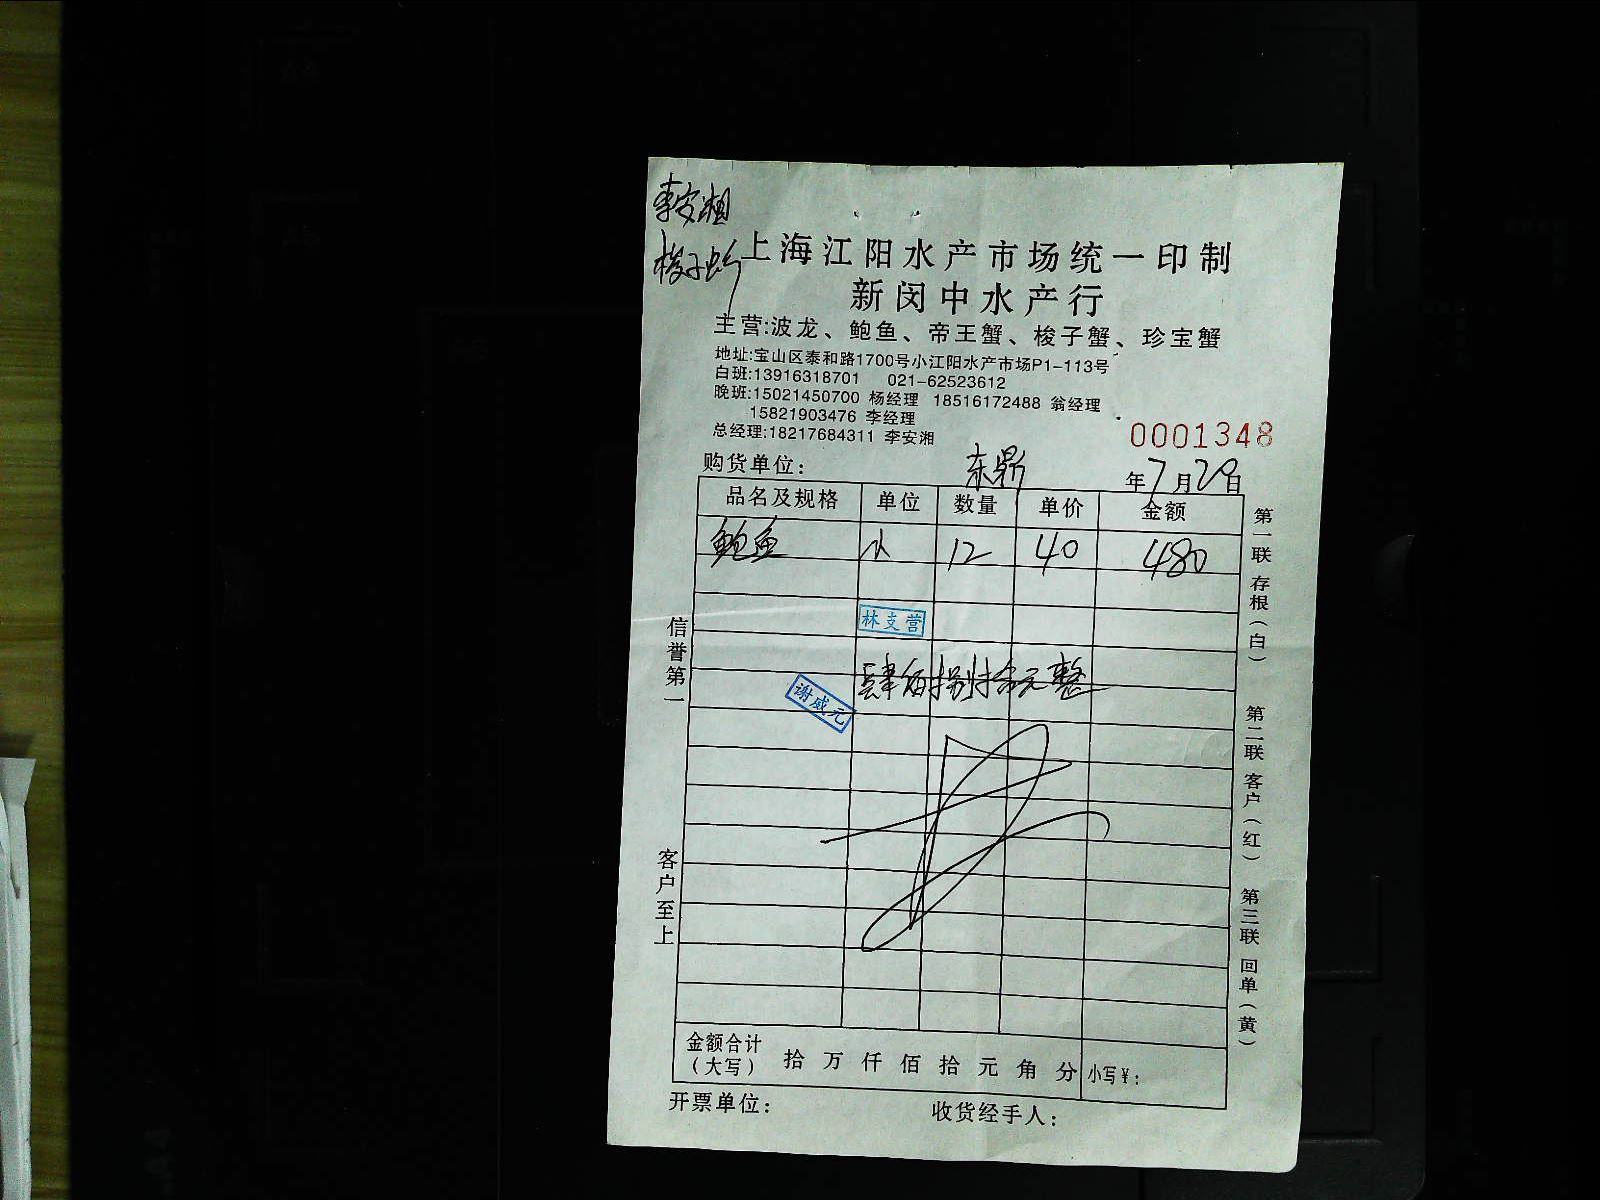 李安湘
梭子蟹
上海江阳水产市场统一印制
新闵中水产行
主营:波龙、鲍鱼、帝王蟹、梭子蟹、珍宝蟹
地址:宝山区泰和路1700号小江阳水产市场P1-113号
白班:13916318701 021-62523612
晚班:15021450700 杨经理 18516172488 翁经理
15821903476 李经理
总经理:18217684311 李安湘
0001348
购货单位: 东鼎 年7月29日
品名及规格 单位 数量 单价 金额
鲍鱼 12 40 480
林支营
肆佰捌拾元整
谢威元
信誉第一
客户至上
第一联存根(白)
第二联客户(红)
第三联回单(黄)
金额合计(大写) 拾万仟佰拾元角分 小写¥:
开票单位: 收货经手人: